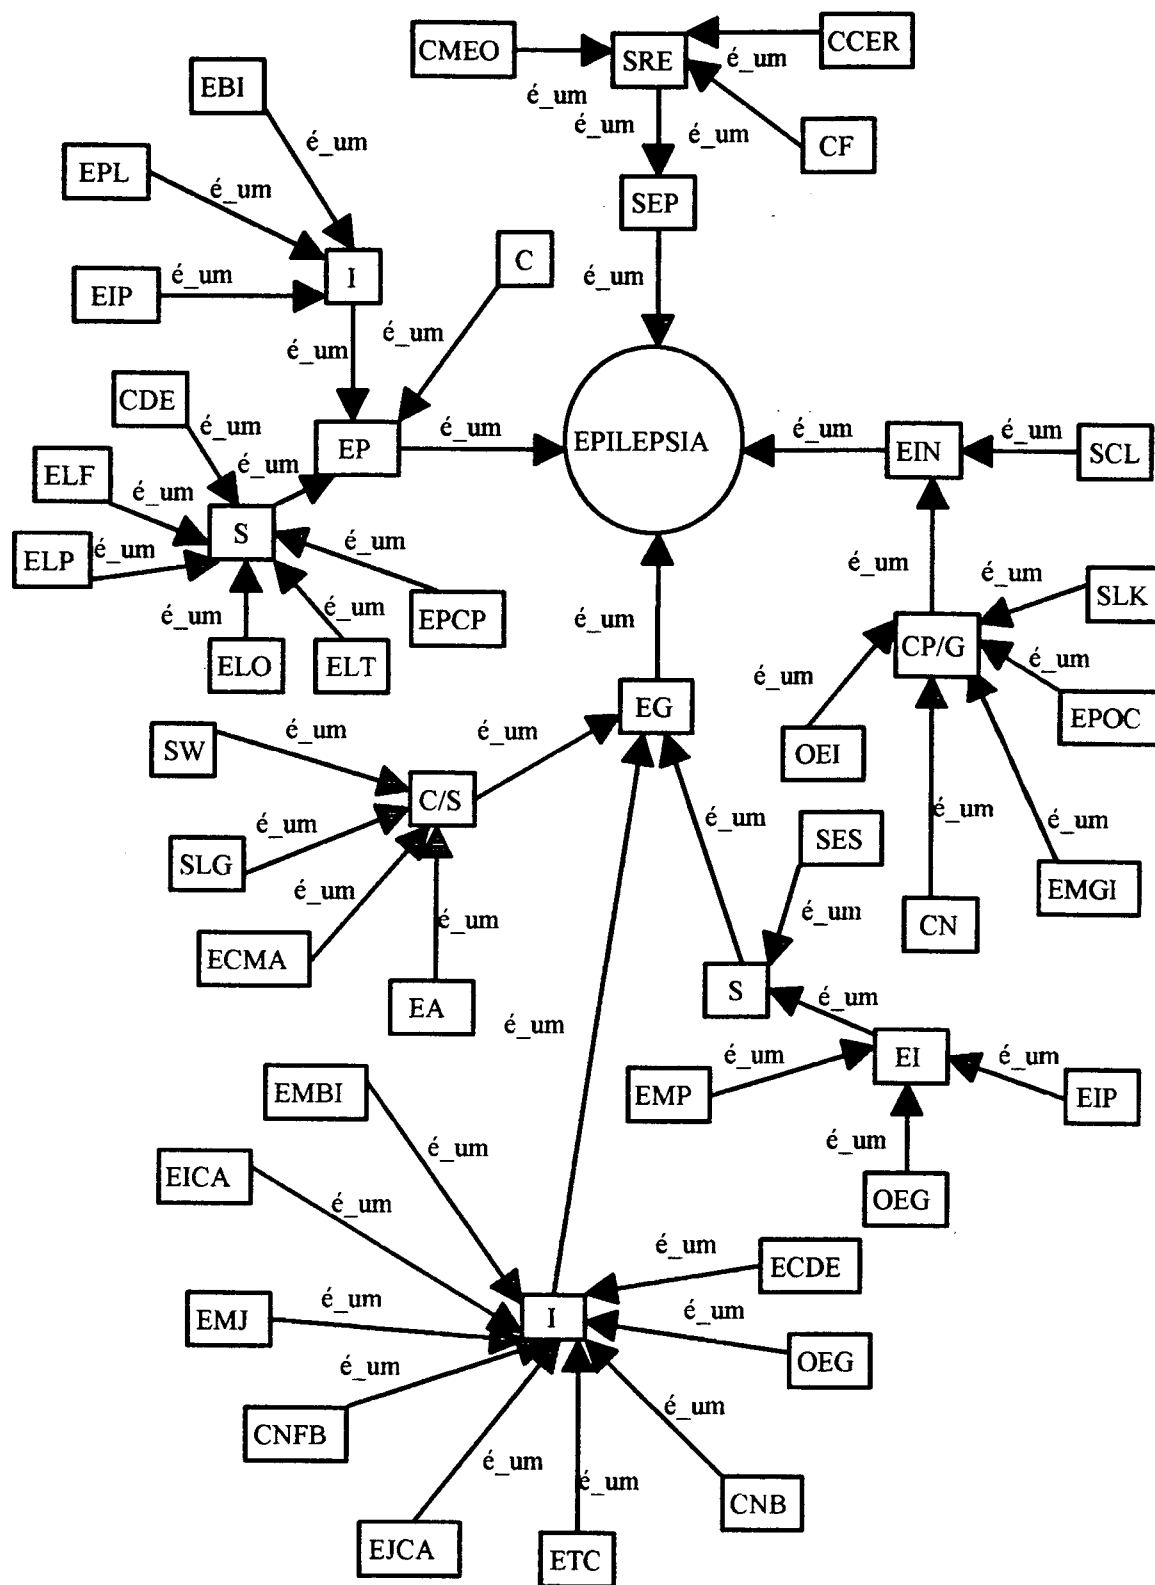 CMEO
SRE
CCER
é_um
é_um
é_um
é_um
CF
EBI
é_um
EPL
é_um
SEP
é_um
I
C
EIP
é_um
é_um
é_um
CDE
é_um
EP
é_um
EPILEPSIA
é_um
EIN
é_um
SCL
é_um
ELF
é_um
S
ELP
é_um
é_um
EPCP
é_um
ELO
é_um
ELT
é_um
é_um
é_um
SLK
CP/G
é_um
EPOC
é_um
OEI
EG
SW
é_um
é_um
C/S
é_um
SLG
é_um
é_um
SES
é_um
é_um
EMGI
CN
ECMA
é_um
é_um
EA
S
é_um
EI
é_um
é_um
EMP
EIP
é_um
OEG
é_um
EMBI
é_um
EICA
é_um
é_um
ECDE
EMJ
é_um
I
é_um
OEG
é_um
CNFB
é_um
CNB
é_um
é_um
EJCA
ETC